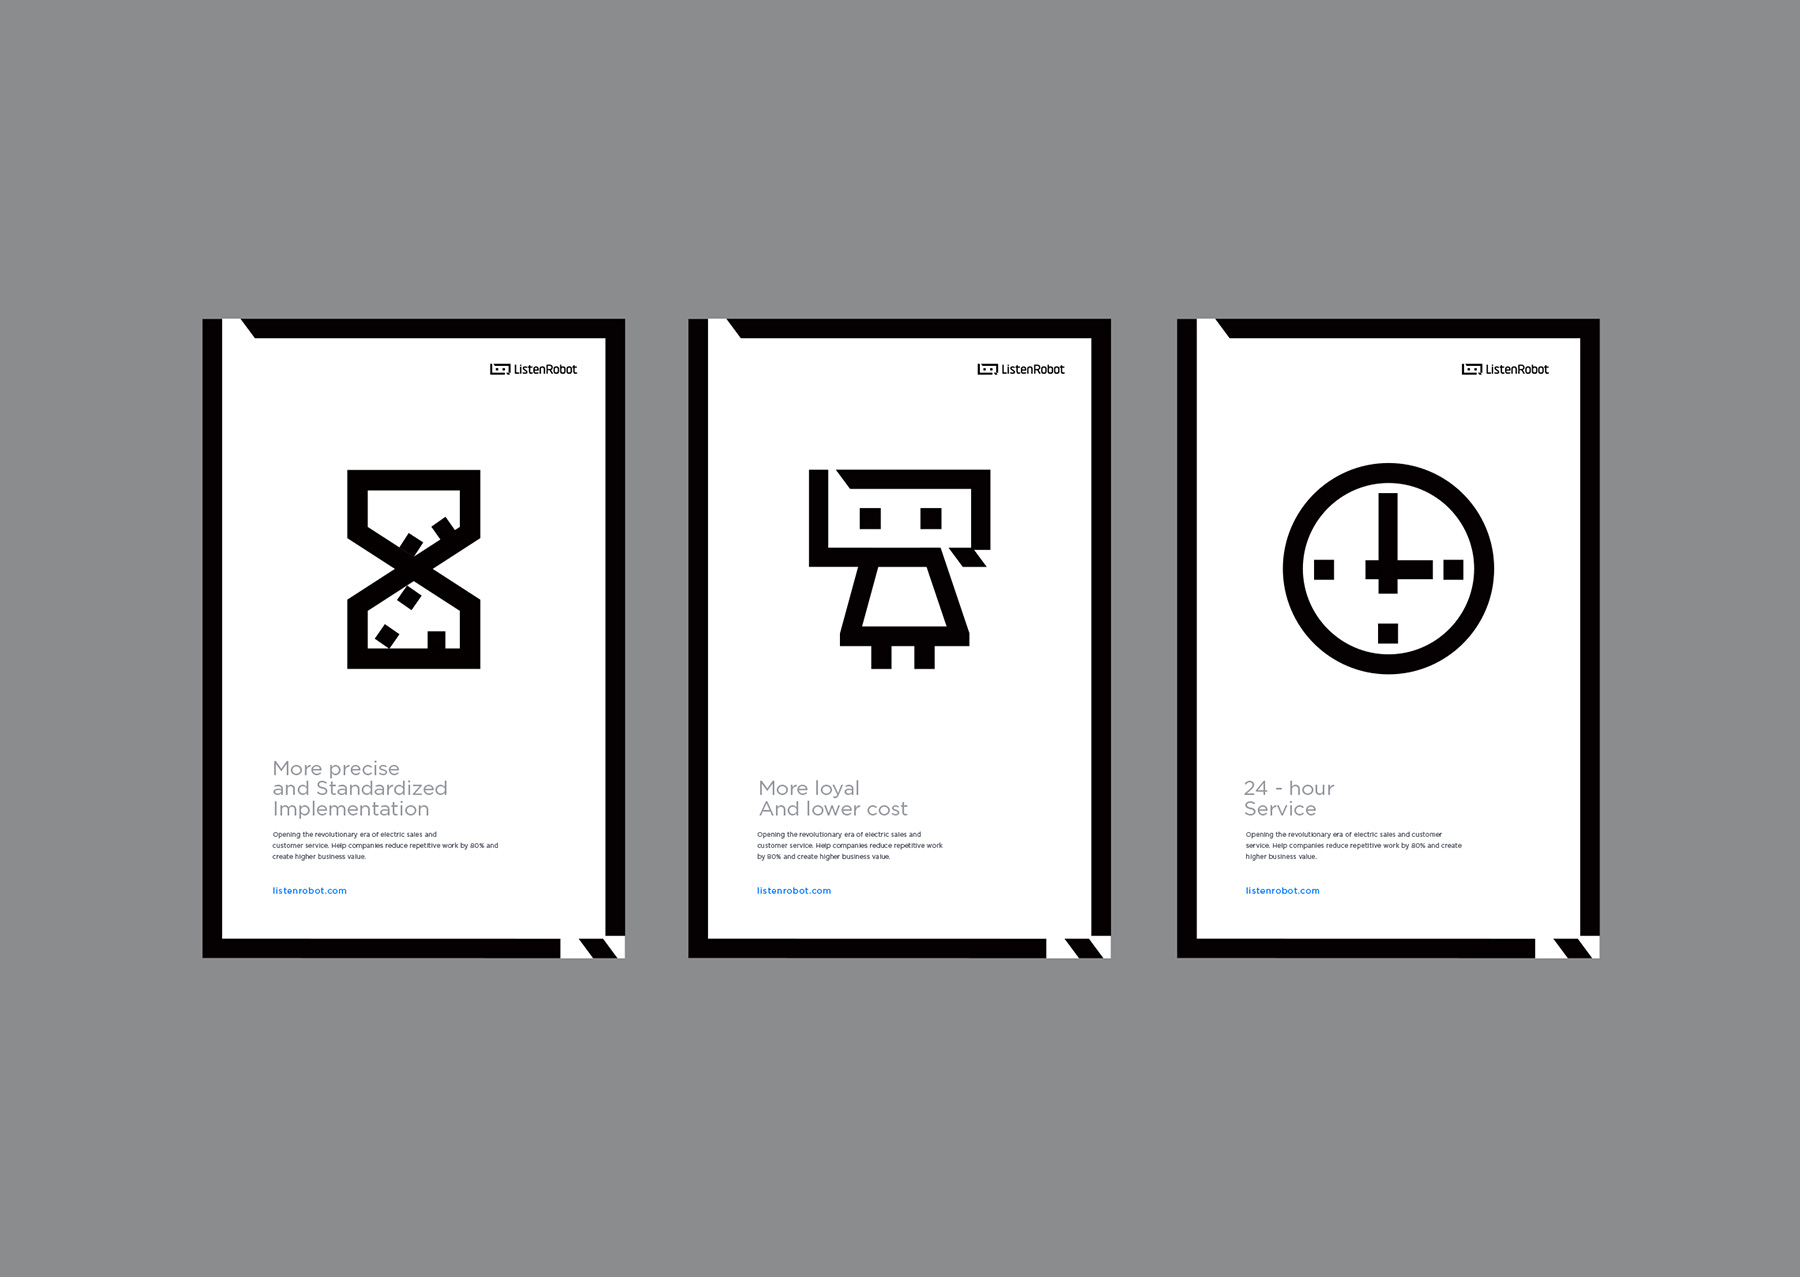 ListenRobot
More precise
and Standardized
Implementation
Opening the revolutionary era of electric sales and
customer service. Help companies reduce repetitive work by 80% and
create higher business value.
listenrobot.com
ListenRobot
More loyal
And lower cost
Opening the revolutionary era of electric sales and
customer service. Help companies reduce repetitive work
by 80% and create higher business value.
listenrobot.com
ListenRobot
24 - hour
Service
Opening the revolutionary era of electric sales and customer
service. Help companies reduce repetitive work by 80% and create
higher business value.
listenrobot.com